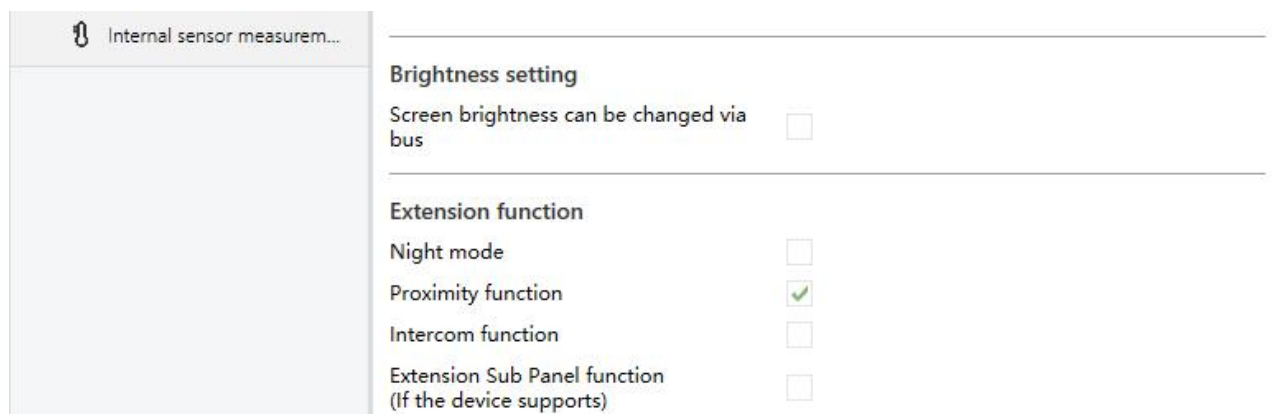 Internal sensor measurem...
Brightness setting
Screen brightness can be changed via
bus
Extension function
Night mode
Proximity function
Intercom function
Extension Sub Panel function
(If the device supports)